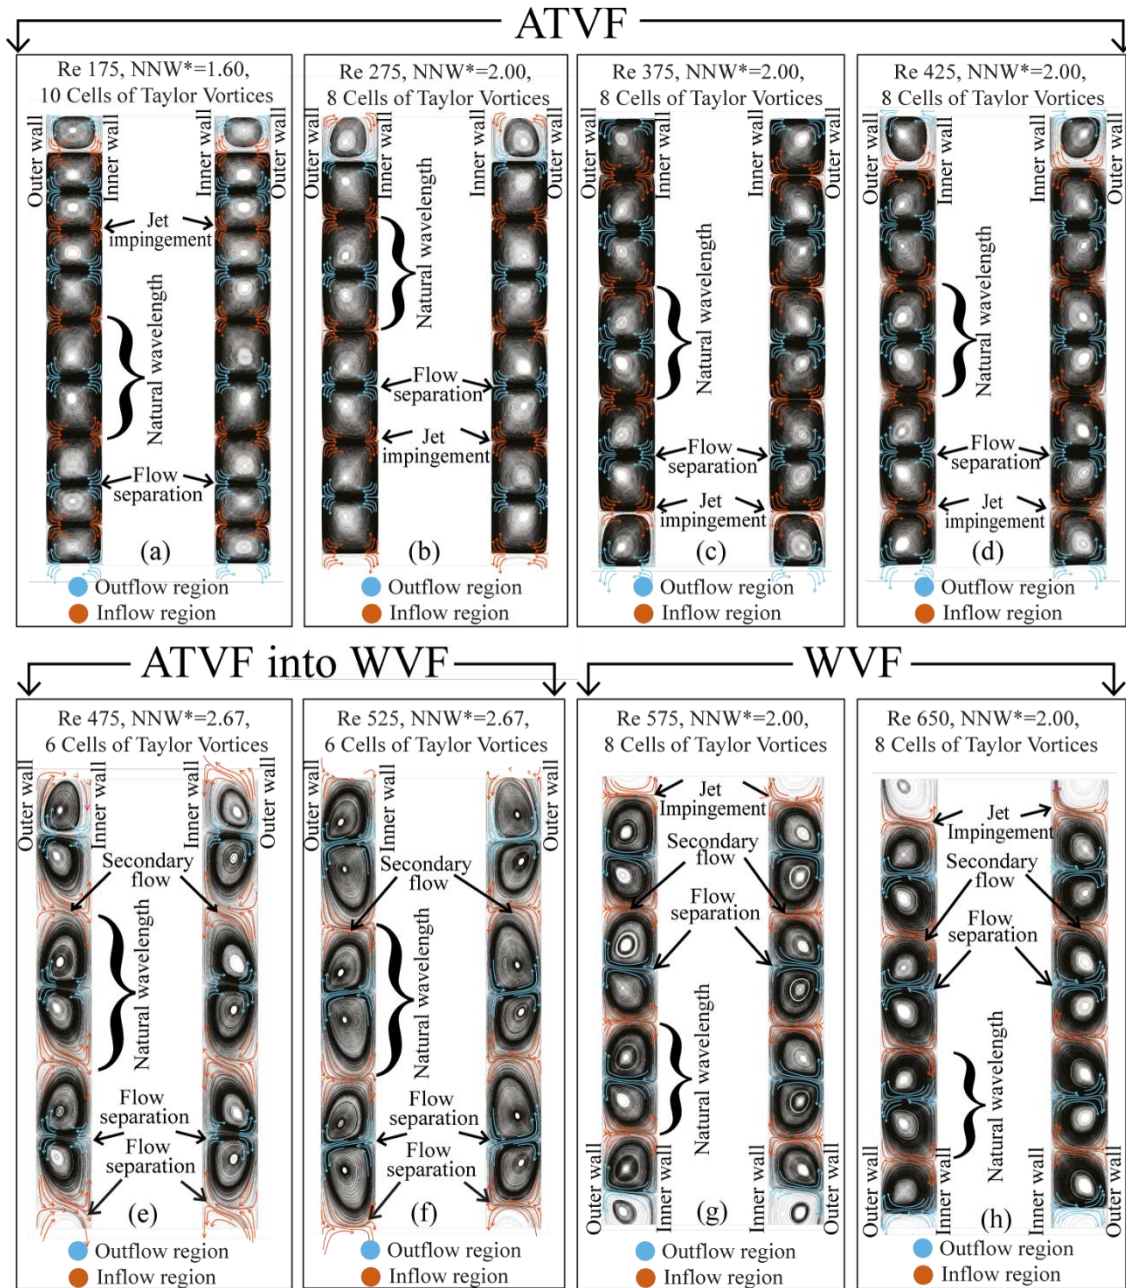 ATVF
Re 175, NNW*=1.60,
10 Cells of Taylor Vortices
Outer wall
Inner wall
Inner wall
Outer wall
Jet
impingement
Natural wavelength
Flow
separation
(a)
Outflow region
Inflow region
Re 275, NNW*=2.00,
8 Cells of Taylor Vortices
Outer wall
Inner wall
Inner wall
Outer wall
Natural wavelength
Flow
separation
Jet
impingement
(b)
Outflow region
Inflow region
Re 375, NNW*=2.00,
8 Cells of Taylor Vortices
Outer wall
Inner wall
Inner wall
Outer wall
Natural wavelength
Flow
separation
Jet
impingement
(c)
Outflow region
Inflow region
Re 425, NNW*=2.00,
8 Cells of Taylor Vortices
Outer wall
Inner wall
Inner wall
Outer wall
Natural wavelength
Flow
separation
Jet
impingement
(d)
Outflow region
Inflow region
ATVF into WVF
Re 475, NNW*=2.67,
6 Cells of Taylor Vortices
Outer wall
Inner wall
Inner wall
Outer wall
Secondary
flow
Natural wavelength
Flow
separation
Flow
separation
(e)
Outflow region
Inflow region
Re 525, NNW*=2.67,
6 Cells of Taylor Vortices
Outer wall
Inner wall
Inner wall
Outer wall
Secondary
flow
Natural wavelength
Flow
separation
Flow
separation
(f)
Outflow region
Inflow region
WVF
Re 575, NNW*=2.00,
8 Cells of Taylor Vortices
Jet
Impingement
Secondary
flow
Flow
separation
Natural wavelength
Outer wall
Inner wall
Inner wall
Outer wall
(g)
Outflow region
Inflow region
Re 650, NNW*=2.00,
8 Cells of Taylor Vortices
Jet
Impingement
Secondary
flow
Flow
separation
Natural wavelength
Outer wall
Inner wall
Inner wall
Outer wall
(h)
Outflow region
Inflow region